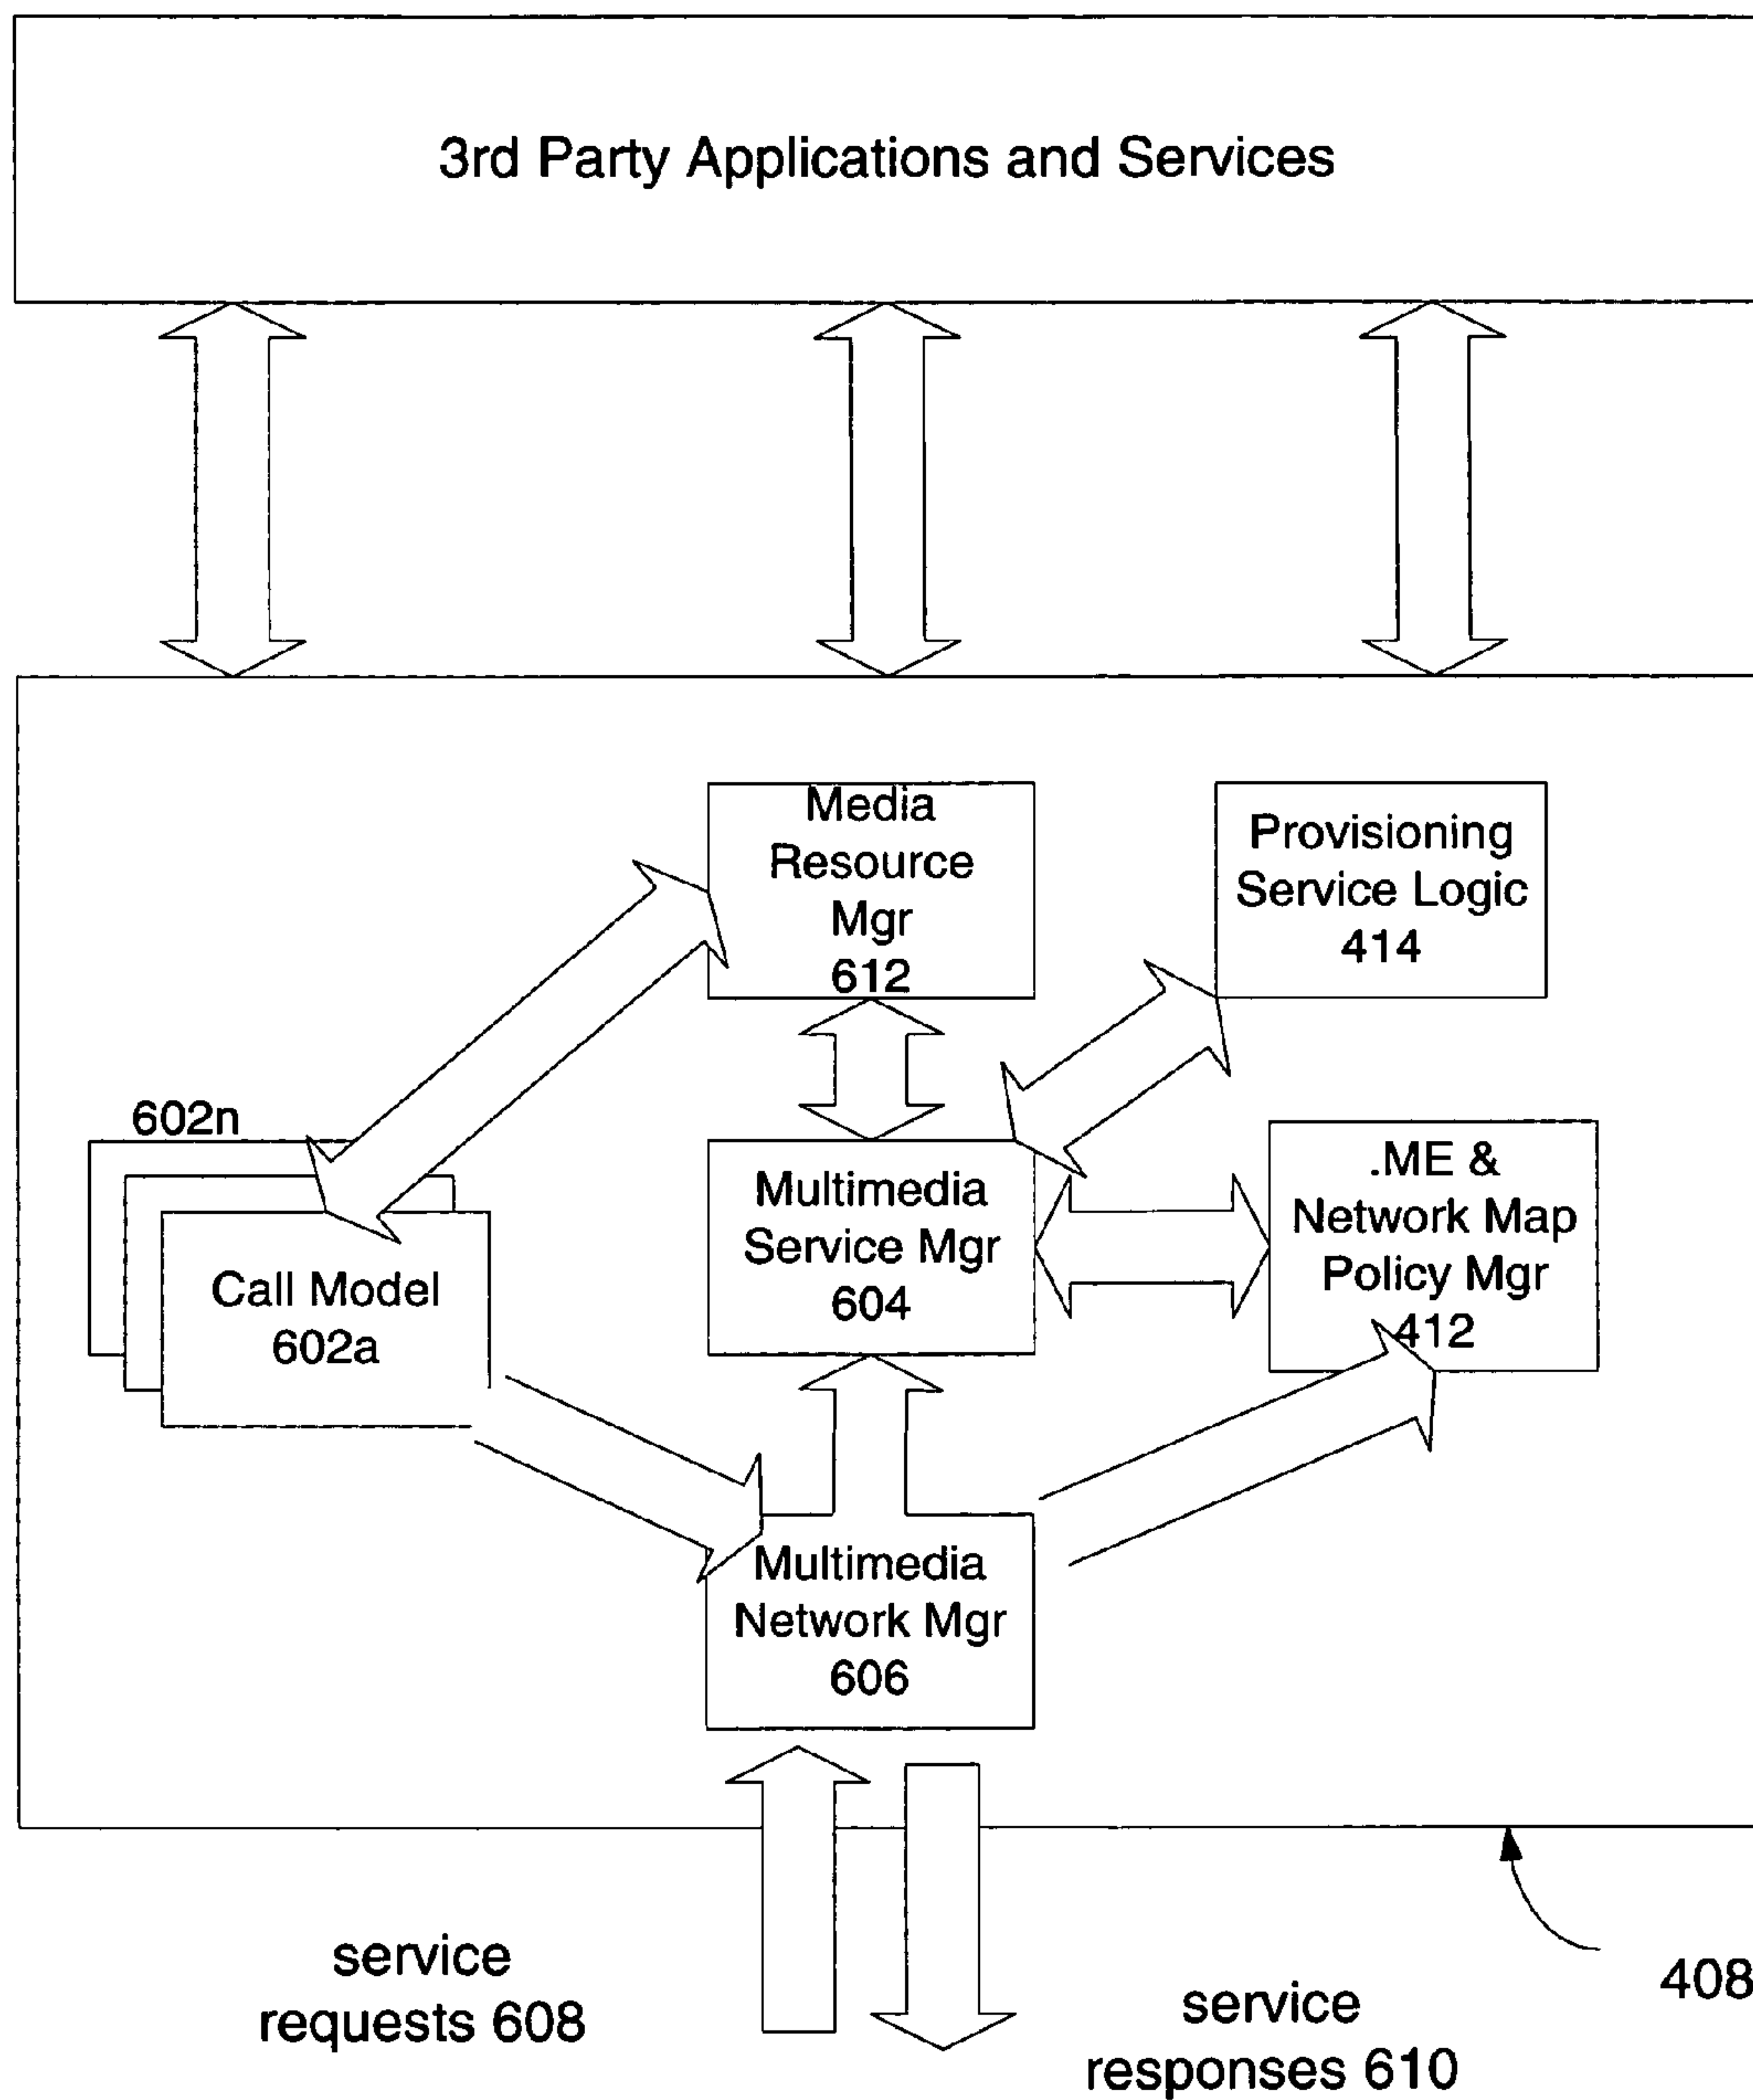 3rd Party Applications and Services
Media
Resource
Mgr
612
Provisioning
Service Logic
414
602n
Call Model
602a
Multimedia
Service Mgr
604
.ME &
Network Map
Policy Mgr
412
Multimedia
Network Mgr
606
service
requests 608
service
responses 610
408